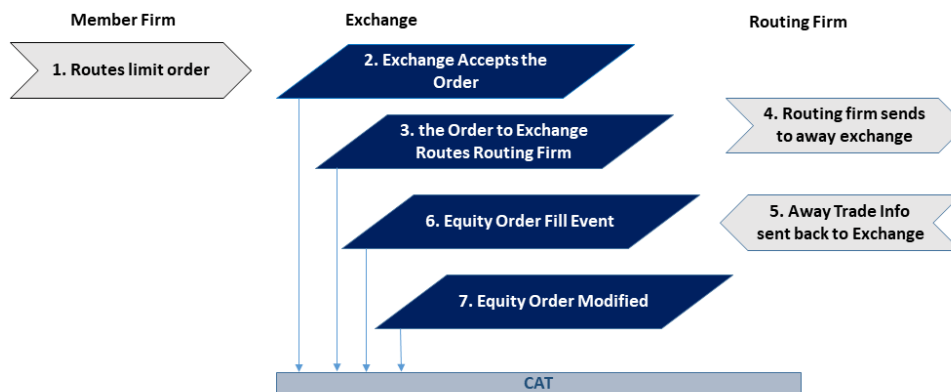 Member Firm
Exchange
Routing Firm
1. Routes limit order
2. Exchange Accepts the
Order
3. the Order to Exchange
Routes Routing Firm
4. Routing firm sends
to away exchange
6. Equity Order Fill Event
5. Away Trade Info
sent back to Exchange
7. Equity Order Modified
CAT